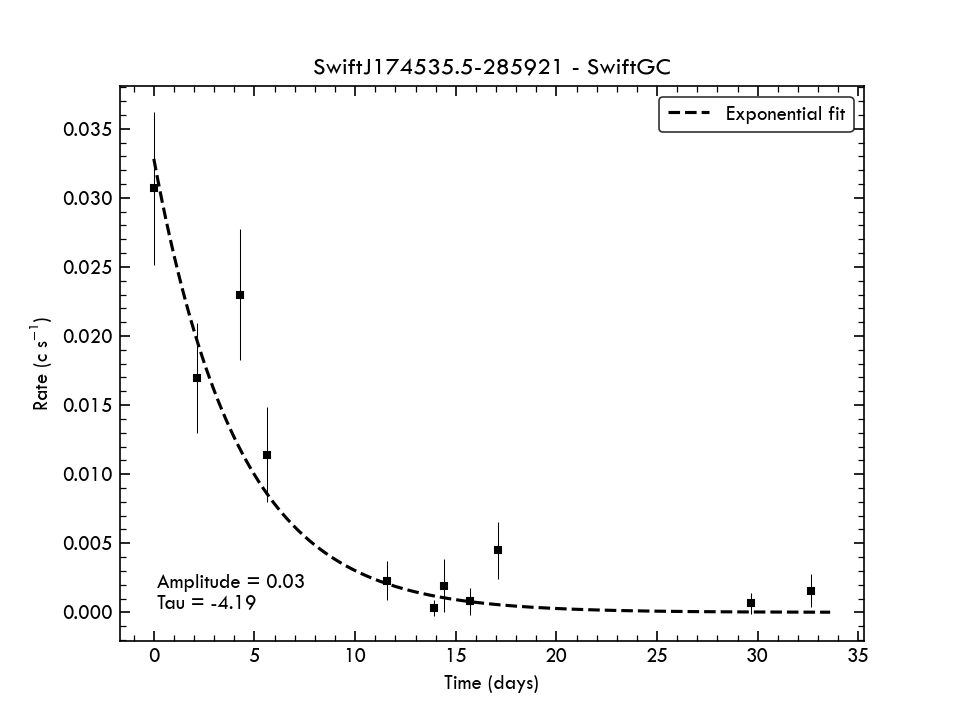 SwiftJ174535.5-285921 - SwiftGC
Exponential fit
0.035
0.030
0.025
0.020
0.015
0.010
0.005
0.000
Rate (c s⁻¹)
Amplitude = 0.03
Tau = -4.19
0 5 10 15 20 25 30 35
Time (days)